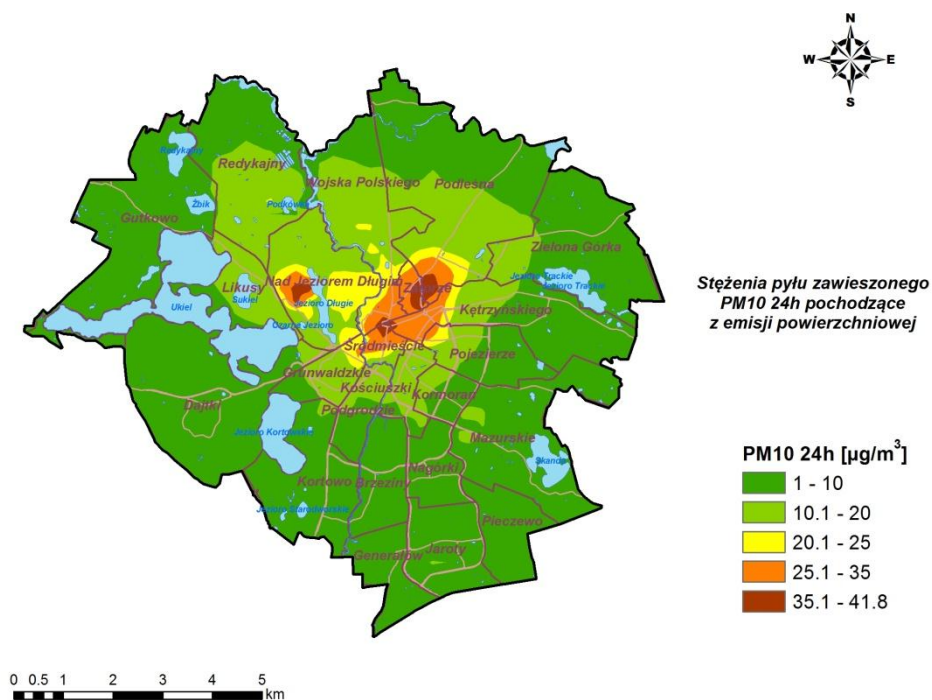 N
W E
S
Redykajny
Redykajny
Wojska Polskiego
Podleśna
Żbik
Podkówka
Gutkowo
Zielona Górka
Likusy
Nad Jeziorem Długim
Zatorze
Jezioro Trackie
Jezioro Trackie
Ukiel
Sukiel
Jezioro Długie
Kętrzyńskiego
Czarne Jezioro
Śródmieście
Pojezierze
Grunwaldzkie
Kościuszki
Kormoran
Dajtki
Podgrodzie
Jezioro Kortowskie
Mazurskie
Skanda
Nagórki
Kortowo
Brzeziny
Jezioro Starodworskie
Pieczewo
Generałów
Jaroty
Stężenia pyłu zawieszonego
PM10 24h pochodzące
z emisji powierzchniowej
PM10 24h [µg/m³]
1 - 10
10.1 - 20
20.1 - 25
25.1 - 35
35.1 - 41.8
0 0.5 1 2 3 4 5
km